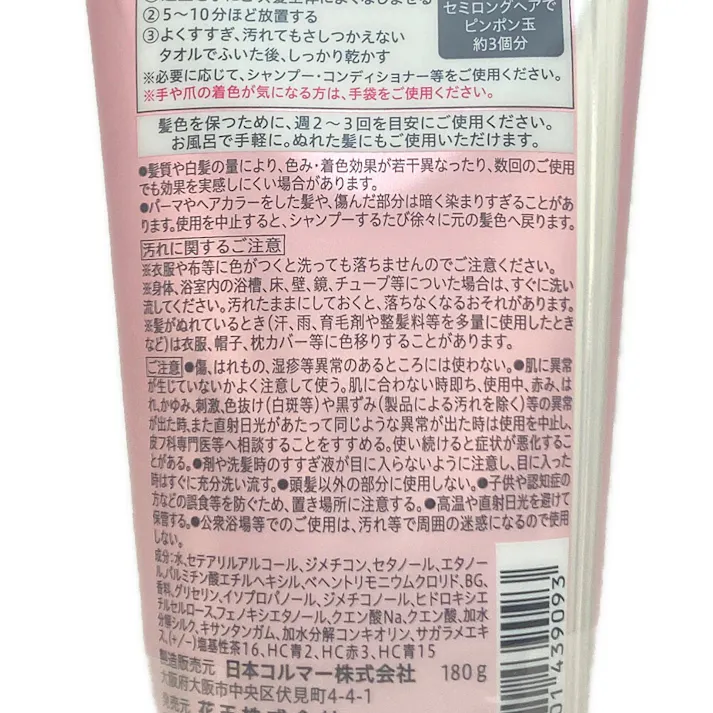 ②5～10分ほど放置する
③よくすすぎ、汚れてもさしつかえない
タオルでふいた後、しっかり乾かす
セミロングヘアで
ピンポン玉
約3個分
※必要に応じて、シャンプー・コンディショナー等をご使用ください。
※手や爪の着色が気になる方は、手袋をご使用ください。
髪色を保つために、週2～3回を目安にご使用ください。
お風呂で手軽に。ぬれた髪にもご使用いただけます。
●髪質や白髪の量により、色み・着色効果が若干異なったり、数回のご使用
でも効果を実感しにくい場合があります。
●パーマやヘアカラーをした髪や、傷んだ部分は暗く染まりすぎることがあ
ります。使用を中止すると、シャンプーするたび徐々に元の髪色へ戻ります。
汚れに関するご注意
※衣服や布等に色がつくと洗っても落ちませんのでご注意ください。
※身体、浴室内の浴槽、床、壁、鏡、チューブ等についた場合は、すぐに洗い
流してください。汚れたままにしておくと、落ちなくなるおそれがあります。
※髪がぬれているとき(汗、雨、育毛剤や整髪料等を多量に使用したとき
など)は衣服、帽子、枕カバー等に色移りすることがあります。
ご注意 ●傷、はれもの、湿疹等異常のあるところには使わない。●肌に異常
が生じていないかよく注意して使う。肌に合わない時即ち、使用中、赤み、は
れ、かゆみ、刺激、色抜け(白斑等)や黒ずみ(製品による汚れを除く)等の異常
が出た時、また直射日光があたって同じような異常が出た時は使用を中止し、
皮フ科専門医等へ相談することをすすめる。使い続けると症状が悪化するこ
とがある。●剤や洗髪時のすすぎ液が目に入らないように注意し、目に入った
時はすぐに充分洗い流す。●頭髪以外の部分に使用しない。●子供や認知症の
方などの誤食等を防ぐため、置き場所に注意する。●高温や直射日光を避けて
保管する。●公衆浴場等でのご使用は、汚れ等で周囲の迷惑になるので使用
しない。
成分:水、セテアリルアルコール、ジメチコン、セタノール、エタノー
ル、パルミチン酸エチルヘキシル、ベヘントリモニウムクロリド、BG、
香料、グリセリン、イソプロパノール、ジメチコノール、ヒドロキシエ
チルセルロース、フェノキシエタノール、クエン酸Na、クエン酸、加水
分解シルク、キサンタンガム、加水分解コンキオリン、サガラメエキ
ス、(+/-)塩基性茶16、HC青2、HC赤3、HC青15
製造販売元 日本コルマー株式会社 180g
大阪府大阪市中央区伏見町4-4-1
発売元 花王株式会社
01 439093